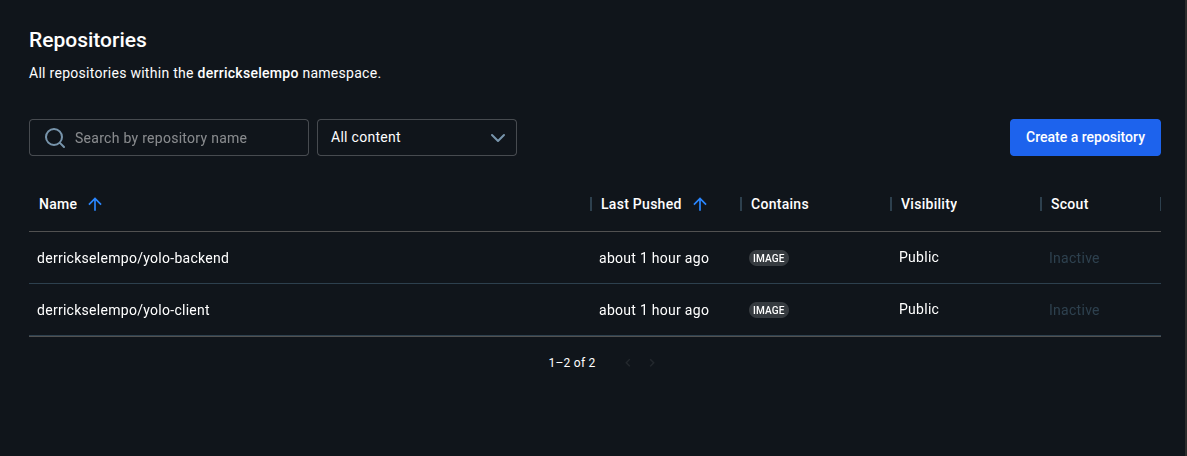 Repositories
All repositories within the derrickselempo namespace.
Search by repository name All content Create a repository
Name Last Pushed Contains Visibility Scout
derrickselempo/yolo-backend about 1 hour ago IMAGE Public Inactive
derrickselempo/yolo-client about 1 hour ago IMAGE Public Inactive
1–2 of 2